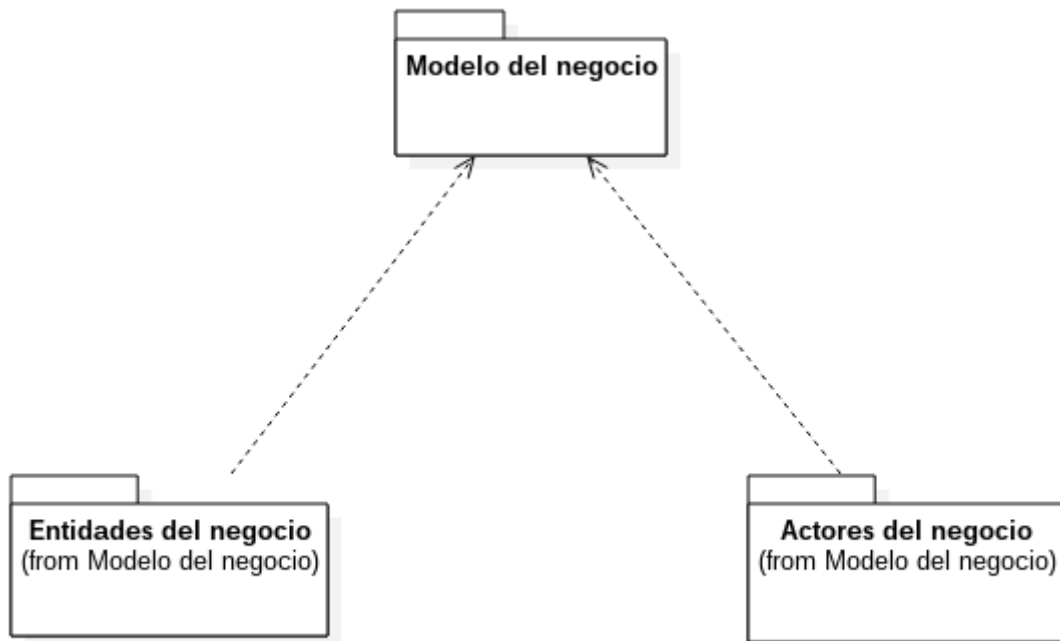 Modelo del negocio
Entidades del negocio
(from Modelo del negocio)
Actores del negocio
(from Modelo del negocio)